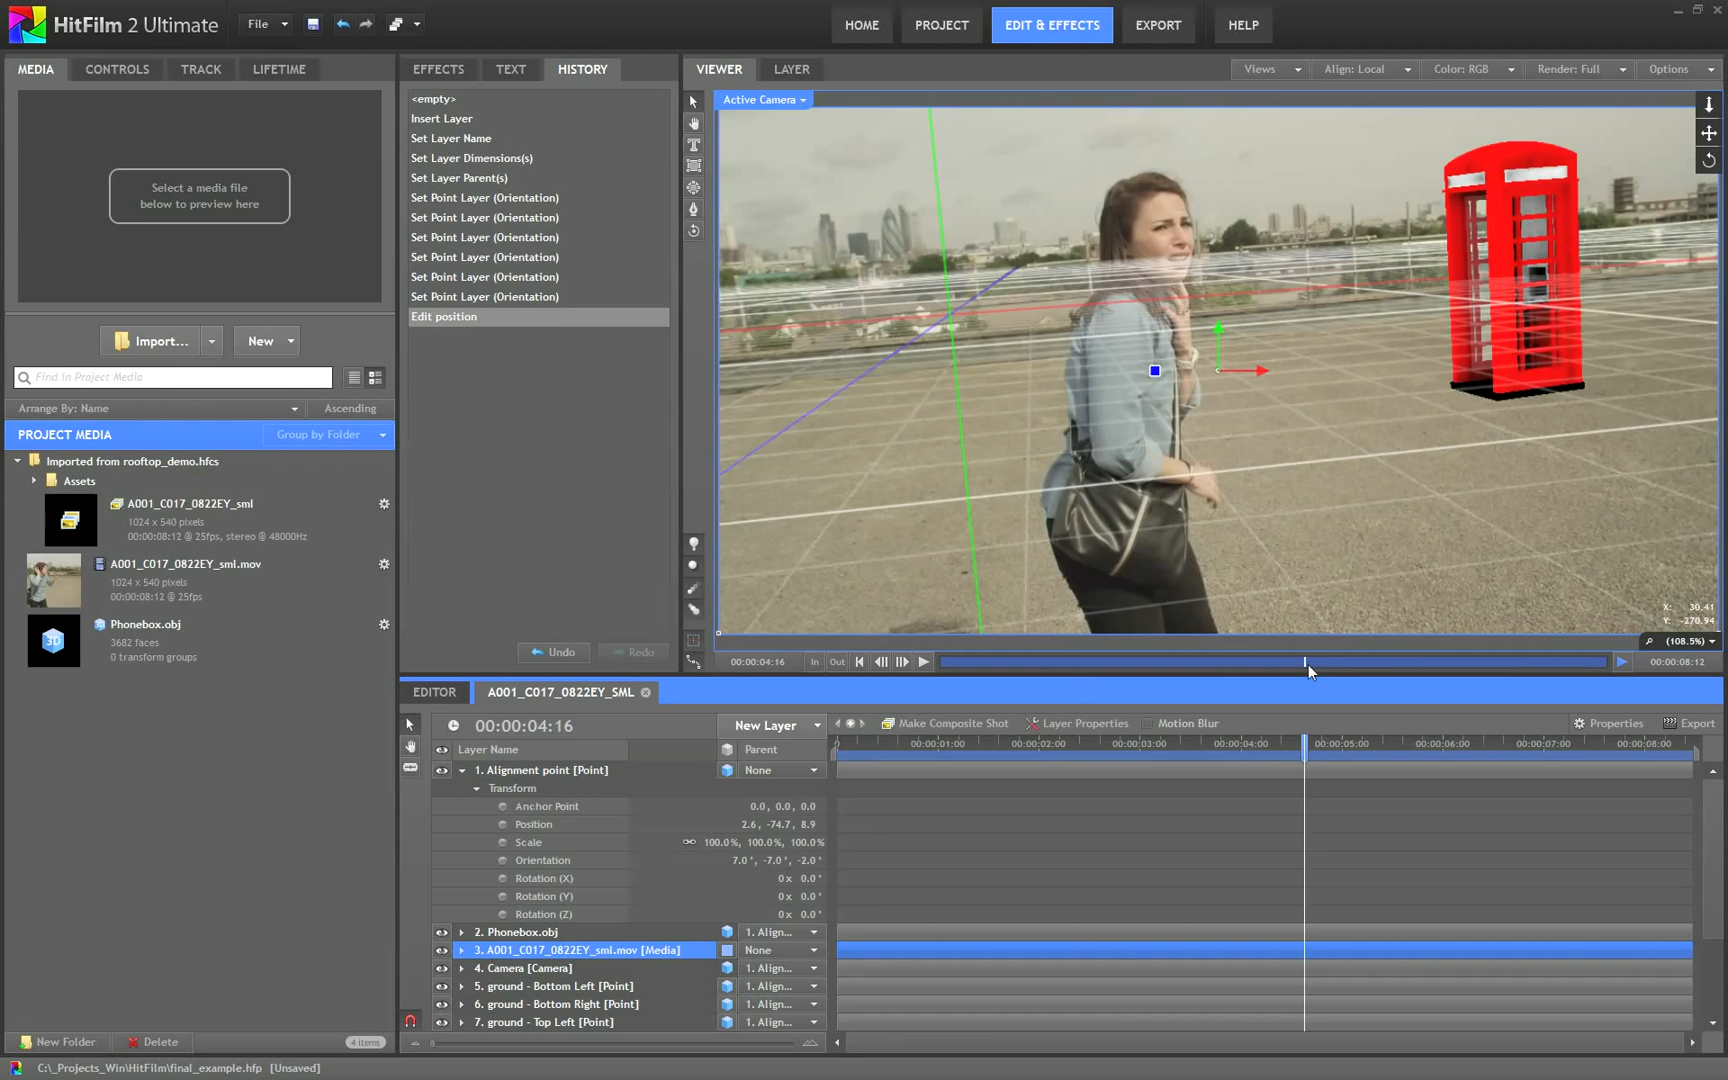 HitFilm 2 Ultimate
File
HOME
PROJECT
EDIT & EFFECTS
EXPORT
HELP
MEDIA
CONTROLS
TRACK
LIFETIME
Select a media file
below to preview here
Import...
New
Find in Project Media
Arrange By: Name
Ascending
PROJECT MEDIA
Group by Folder
Imported from rooftop_demo.hfcs
Assets
A001_C017_0822EY_sml
1024 x 540 pixels
00:00:08:12 @ 25fps, stereo @ 48000Hz
A001_C017_0822EY_sml.mov
1024 x 540 pixels
00:00:08:12 @ 25fps
3D
Phonebox.obj
3682 faces
0 transform groups
New Folder
Delete
4 items
EFFECTS
TEXT
HISTORY
<empty>
Insert Layer
Set Layer Name
Set Layer Dimensions(s)
Set Layer Parent(s)
Set Point Layer (Orientation)
Set Point Layer (Orientation)
Set Point Layer (Orientation)
Set Point Layer (Orientation)
Set Point Layer (Orientation)
Set Point Layer (Orientation)
Edit position
Undo
Redo
VIEWER
LAYER
Views
Align: Local
Color: RGB
Render: Full
Options
Active Camera
X: 30.41
Y: -270.94
(108.5%)
00:00:04:16
In
Out
00:00:08:12
EDITOR
A001_C017_0822EY_SML
00:00:04:16
New Layer
Make Composite Shot
Layer Properties
Motion Blur
Properties
Export
Layer Name
Parent
0
00:00:01:00
00:00:02:00
00:00:03:00
00:00:04:00
00:00:05:00
00:00:06:00
00:00:07:00
00:00:08:00
1. Alignment point [Point]
None
Transform
Anchor Point
0.0, 0.0, 0.0
Position
2.6, -74.7, 8.9
Scale
100.0%, 100.0%, 100.0%
Orientation
7.0°, -7.0°, -2.0°
Rotation (X)
0 x 0.0°
Rotation (Y)
0 x 0.0°
Rotation (Z)
0 x 0.0°
2. Phonebox.obj
1. Align...
3. A001_C017_0822EY_sml.mov [Media]
None
4. Camera [Camera]
1. Align...
5. ground - Bottom Left [Point]
1. Align...
6. ground - Bottom Right [Point]
1. Align...
7. ground - Top Left [Point]
1. Align...
C:\_Projects_Win\HitFilm\final_example.hfp [Unsaved]